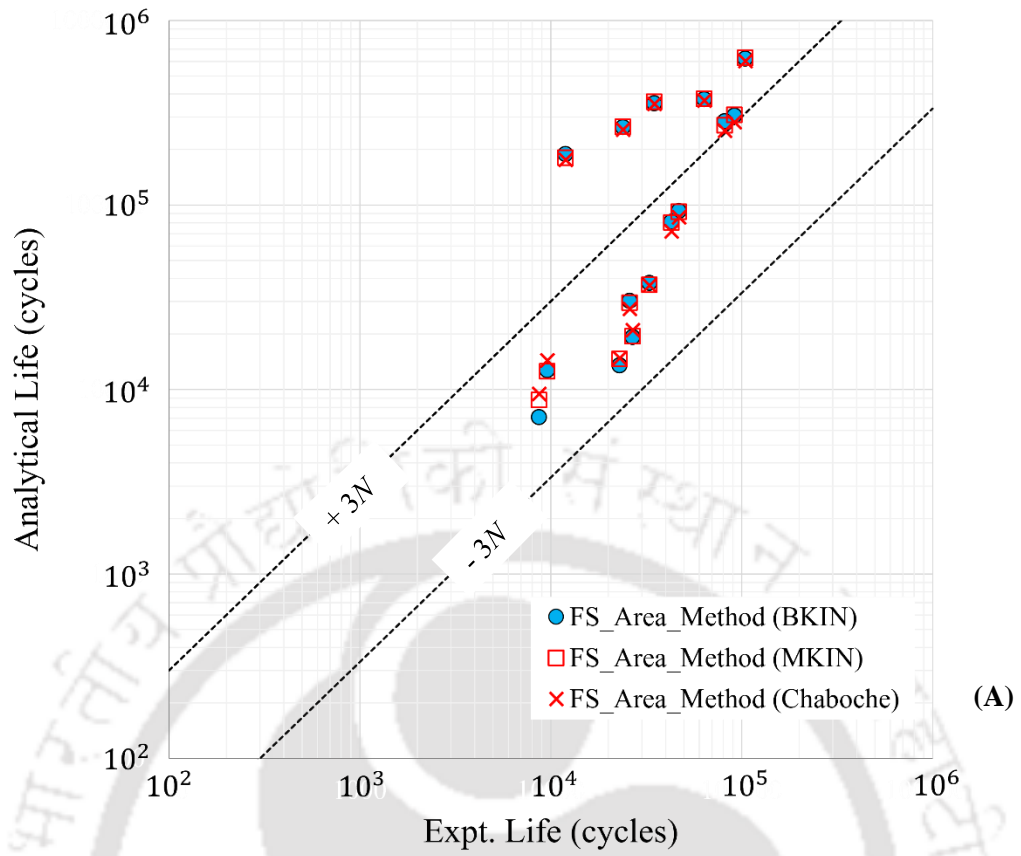 10⁶
10⁵
10⁴
10³
10²
Analytical Life (cycles)
+ 3N
- 3N
FS_Area_Method (BKIN)
FS_Area_Method (MKIN)
FS_Area_Method (Chaboche)
(A)
10² 10³ 10⁴ 10⁵ 10⁶
Expt. Life (cycles)